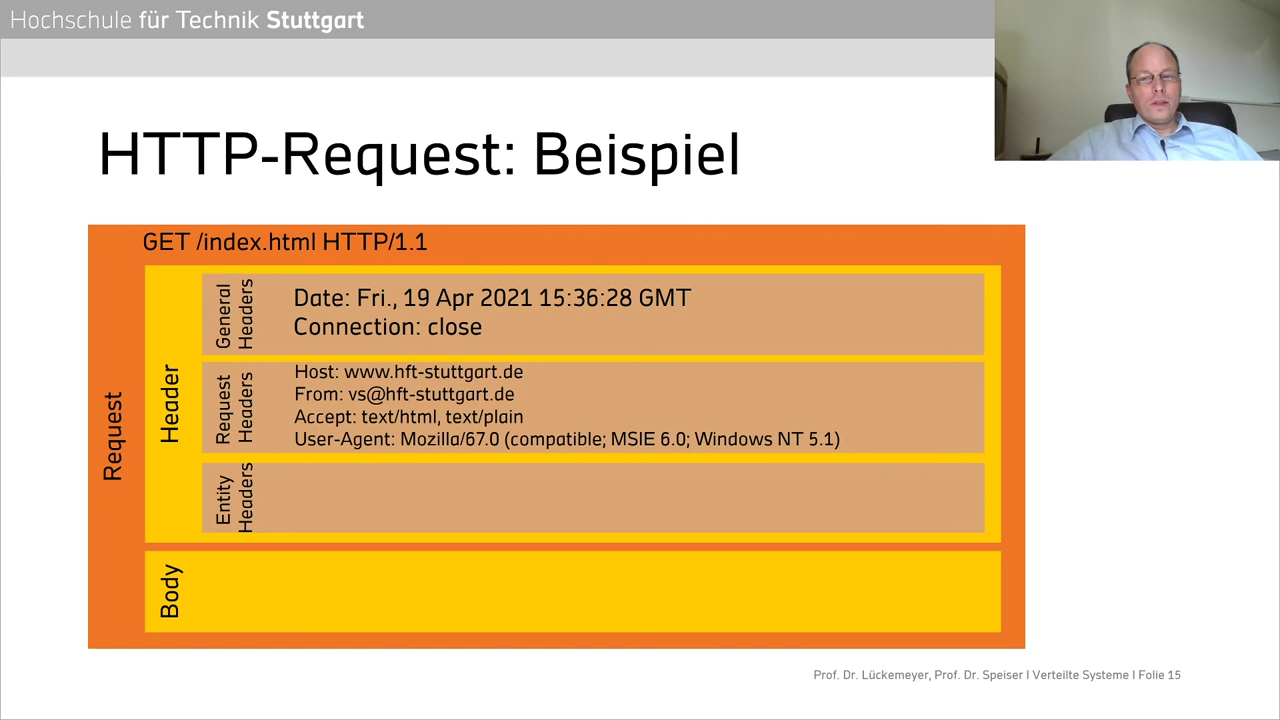 Hochschule für Technik Stuttgart
HTTP-Request: Beispiel
GET /index.html HTTP/1.1
Request
Header
General
Headers
Date: Fri., 19 Apr 2021 15:36:28 GMT
Connection: close
Request
Headers
Host: www.hft-stuttgart.de
From: vs@hft-stuttgart.de
Accept: text/html, text/plain
User-Agent: Mozilla/67.0 (compatible; MSIE 6.0; Windows NT 5.1)
Entity
Headers
Body
Prof. Dr. Lückemeyer, Prof. Dr. Speiser I Verteilte Systeme I Folie 15